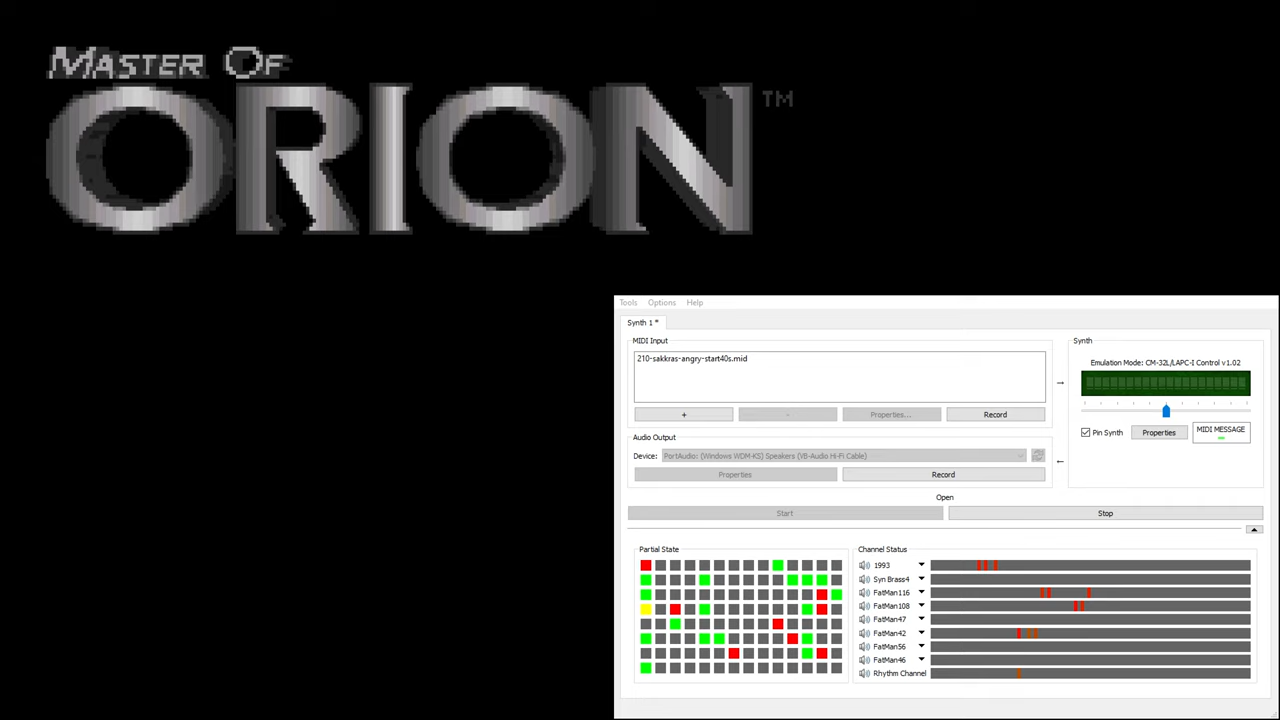 MASTER OF
ORION™
Tools Options Help
Synth 1 *
MIDI Input
210-sakkras-angry-start40s.mid
+ - Properties... Record
Audio Output
Device: PortAudio: (Windows WDM-KS) Speakers (VB-Audio Hi-Fi Cable)
Properties Record
→
←
Synth
Emulation Mode: CM-32L/LAPC-I Control v1.02
Pin Synth Properties MIDI MESSAGE
Open
Start Stop
Partial State
Channel Status
1993
Syn Brass4
FatMan116
FatMan108
FatMan47
FatMan42
FatMan56
FatMan46
Rhythm Channel